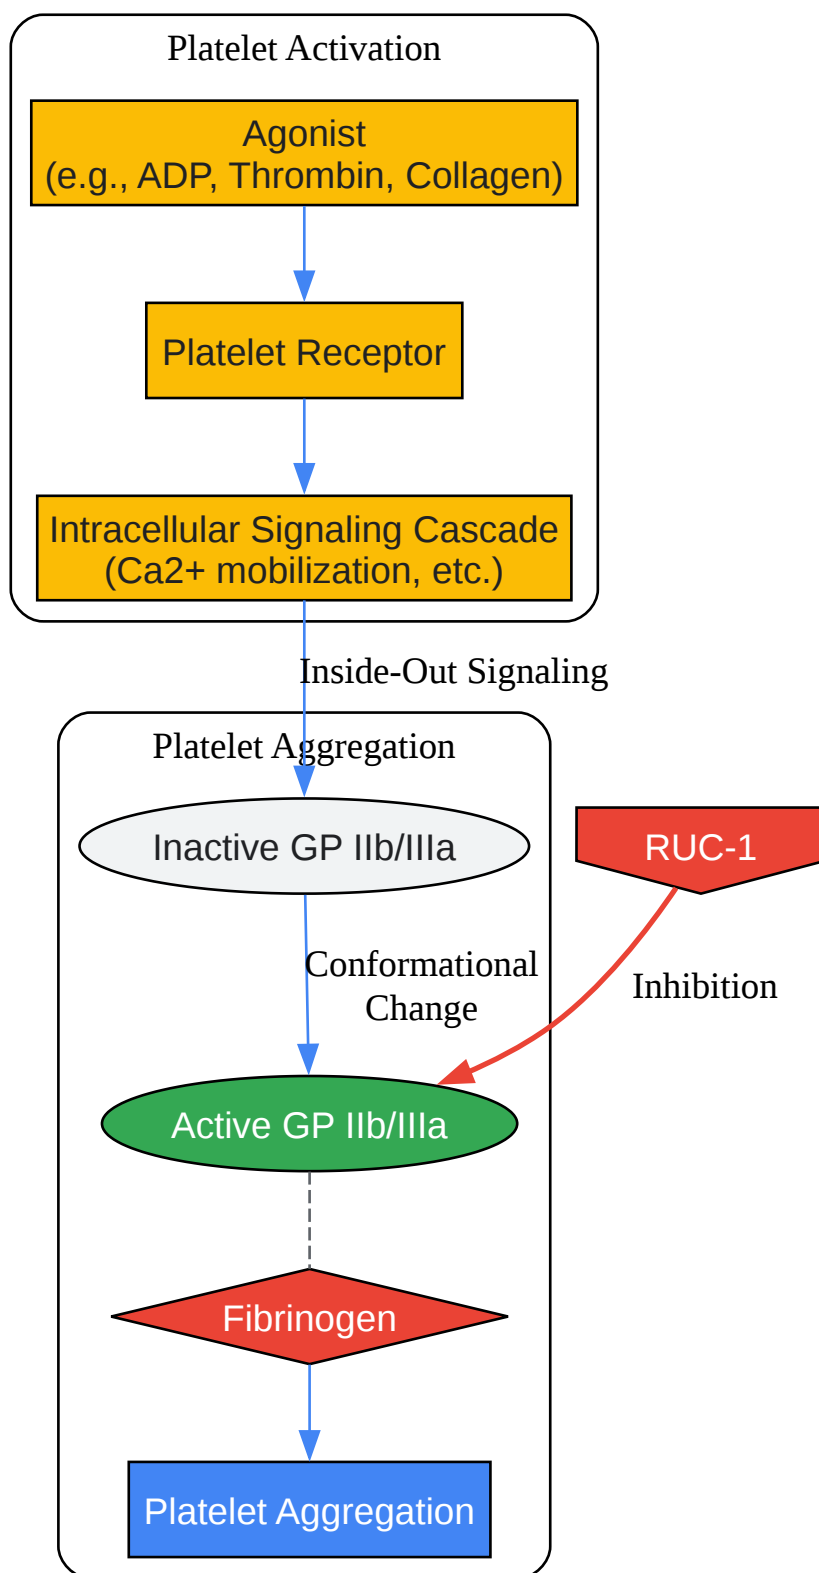 Platelet Activation
Agonist
(e.g., ADP, Thrombin, Collagen)
Platelet Receptor
Intracellular Signaling Cascade
(Ca2+ mobilization, etc.)
Inside-Out Signaling
Platelet Aggregation
Inactive GP IIb/IIIa
RUC-1
Conformational
Change
Inhibition
Active GP IIb/IIIa
Fibrinogen
Platelet Aggregation